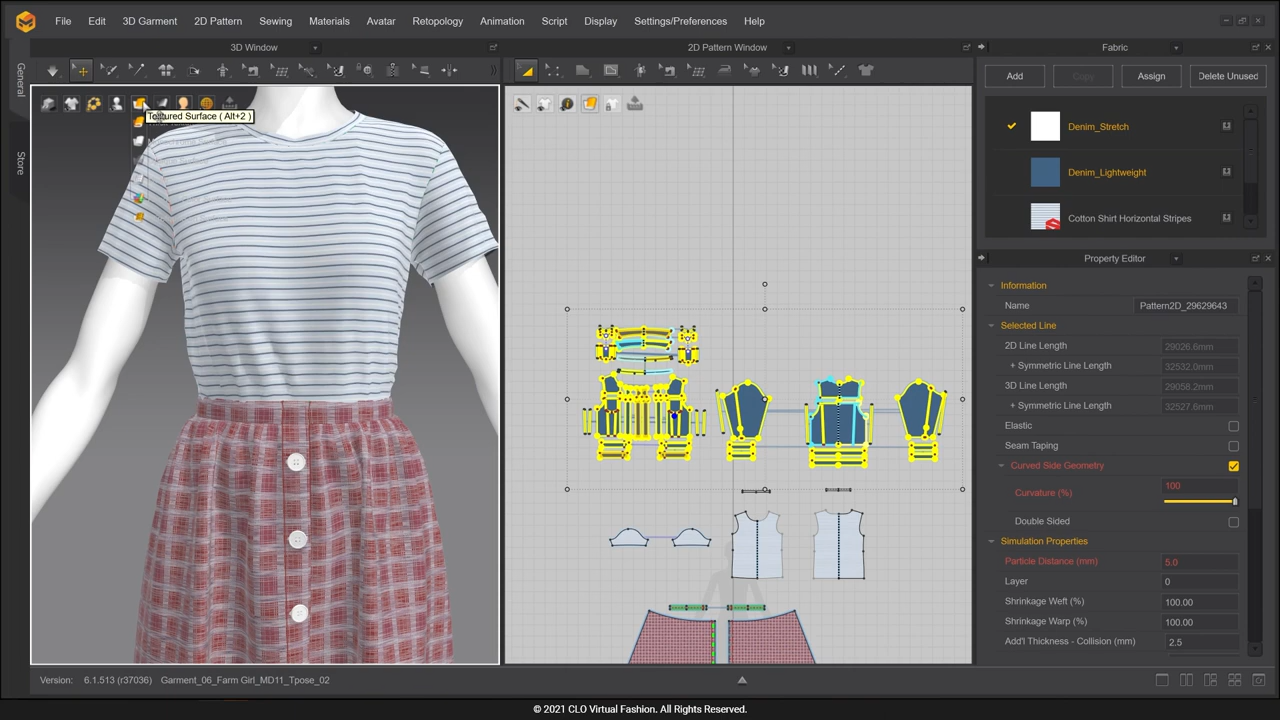 File Edit 3D Garment 2D Pattern Sewing Materials Avatar Retopology Animation Script Display Settings/Preferences Help
General
Store
3D Window
2D Pattern Window
Textured Surface ( Alt+2 )
Fabric
Add Copy Assign Delete Unused
Denim_Stretch
Denim_Lightweight
Cotton Shirt Horizontal Stripes
Property Editor
Information
Name Pattern2D_29629643
Selected Line
2D Line Length 29026.6mm
+ Symmetric Line Length 32532.0mm
3D Line Length 29058.2mm
+ Symmetric Line Length 32527.6mm
Elastic
Seam Taping
Curved Side Geometry
Curvature (%) 100
Double Sided
Simulation Properties
Particle Distance (mm) 5.0
Layer 0
Shrinkage Weft (%) 100.00
Shrinkage Warp (%) 100.00
Add'l Thickness - Collision (mm) 2.5
Version: 6.1.513 (r37036) Garment_06_Farm Girl_MD11_Tpose_02
© 2021 CLO Virtual Fashion. All Rights Reserved.